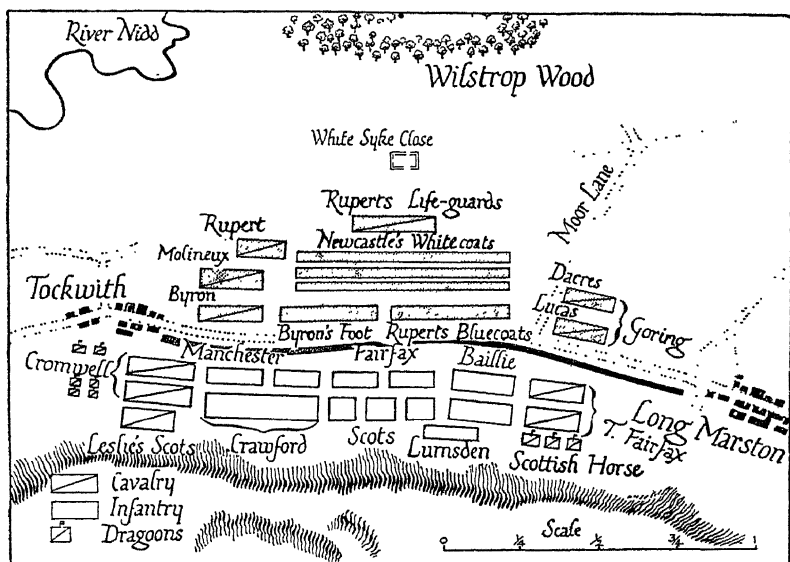 River Nidd
Wilstrop Wood
White Syke Close
Moor Lane
Rupert's Life-guards
Rupert
Newcastle's Whitecoats
Molineux
Dacres
Tockwith
Byron
Lucas
Goring
Byron's Foot
Rupert's Bluecoats
Manchester
Fairfax
Baillie
Cromwell
Long Marston
T. Fairfax
Leslie's Scots
Crawford
Scots
Lumsden
Scottish Horse
Cavalry
Infantry
Dragoons
Scale
0 ¼ ½ ¾ 1